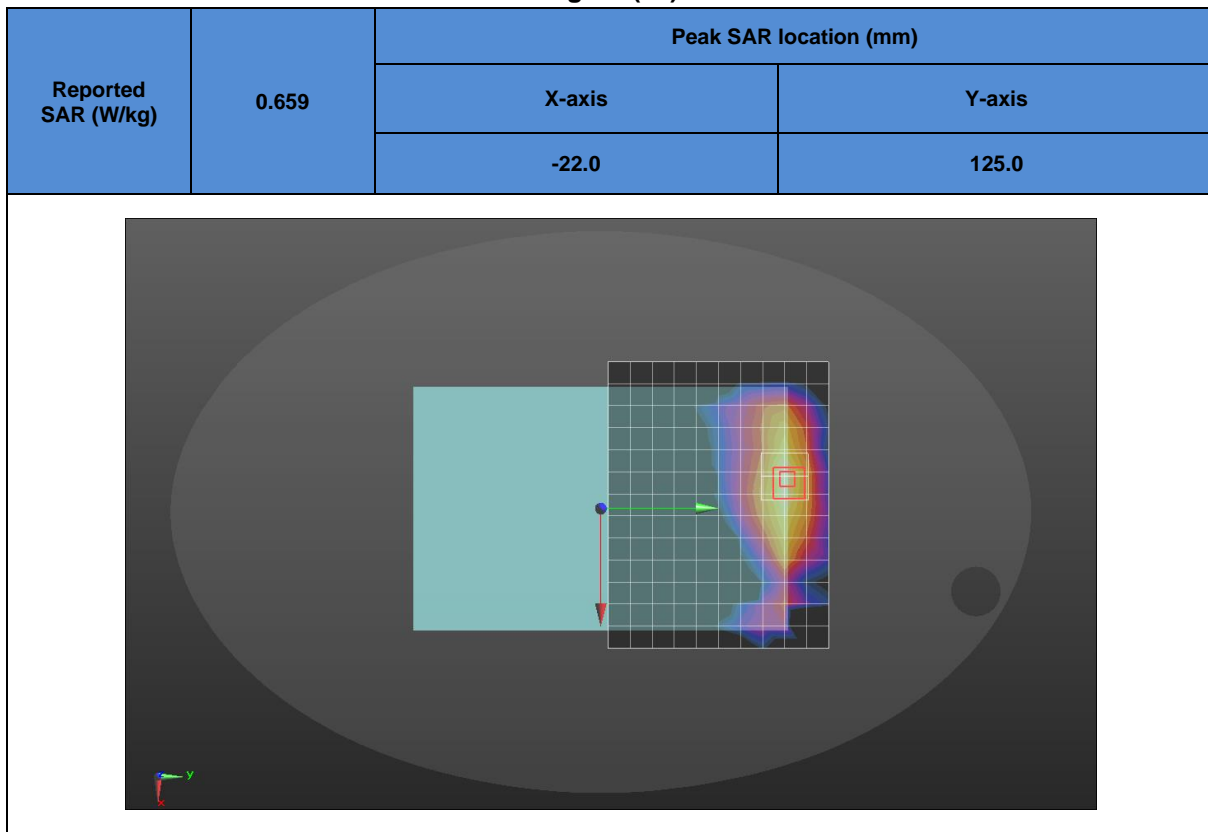 Peak SAR location (mm)
Reported
SAR (W/kg)
0.659
X-axis
Y-axis
-22.0
125.0
y
x